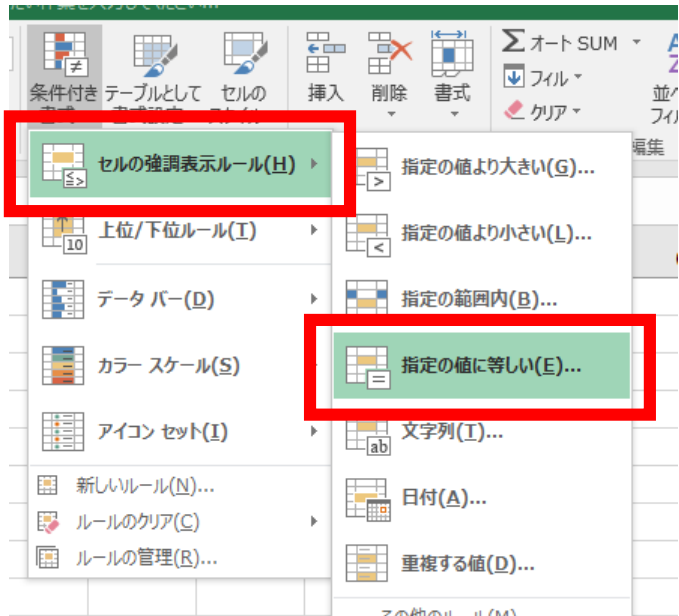 オート SUM
フィル
クリア
条件付き テーブルとして セルの
挿入 削除 書式
編集
セルの強調表示ルール(H)
上位/下位ルール(T)
データ バー(D)
カラー スケール(S)
アイコン セット(I)
新しいルール(N)...
ルールのクリア(C)
ルールの管理(R)...
指定の値より大きい(G)...
指定の値より小さい(L)...
指定の範囲内(B)...
指定の値に等しい(E)...
文字列(T)...
日付(A)...
重複する値(D)...
その他のルール(M)